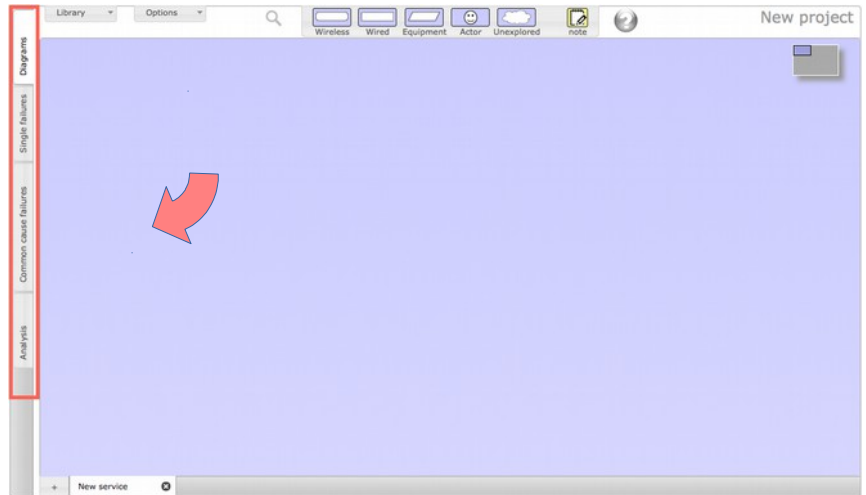 Library
Options
Wireless
Wired
Equipment
Actor
Unexplored
note
?
New project
Diagrams
Single failures
Common cause failures
Analysis
+
New service